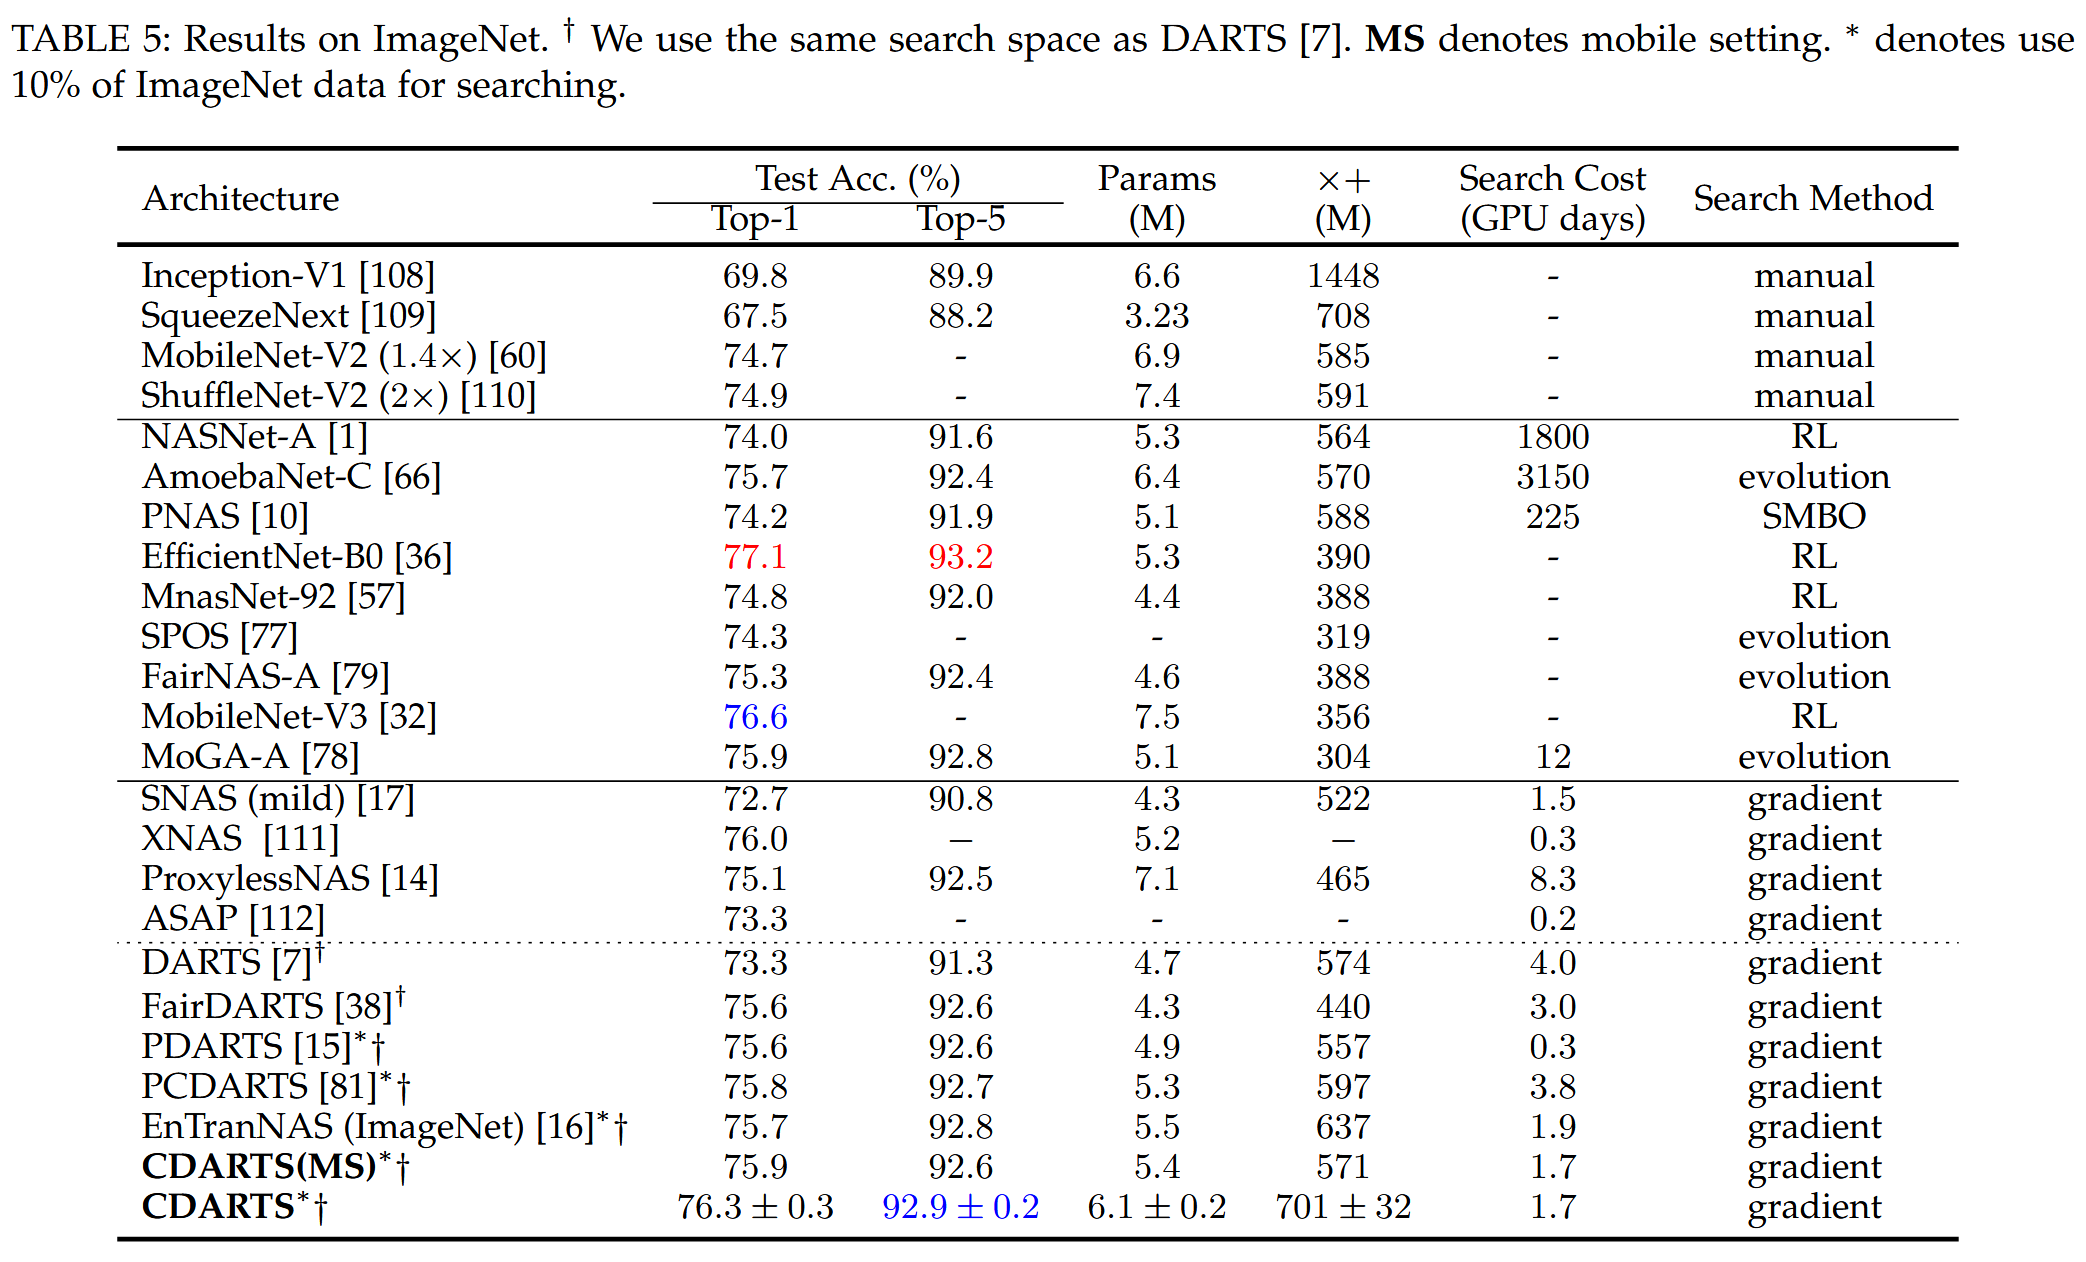 TABLE 5: Results on ImageNet. † We use the same search space as DARTS [7]. MS denotes mobile setting. * denotes use
10% of ImageNet data for searching.
Architecture Test Acc. (%) Params ×+ Search Cost Search Method
Top-1 Top-5 (M) (M) (GPU days)
Inception-V1 [108] 69.8 89.9 6.6 1448 - manual
SqueezeNext [109] 67.5 88.2 3.23 708 - manual
MobileNet-V2 (1.4×) [60] 74.7 - 6.9 585 - manual
ShuffleNet-V2 (2×) [110] 74.9 - 7.4 591 - manual
NASNet-A [1] 74.0 91.6 5.3 564 1800 RL
AmoebaNet-C [66] 75.7 92.4 6.4 570 3150 evolution
PNAS [10] 74.2 91.9 5.1 588 225 SMBO
EfficientNet-B0 [36] 77.1 93.2 5.3 390 - RL
MnasNet-92 [57] 74.8 92.0 4.4 388 - RL
SPOS [77] 74.3 - - 319 - evolution
FairNAS-A [79] 75.3 92.4 4.6 388 - evolution
MobileNet-V3 [32] 76.6 - 7.5 356 - RL
MoGA-A [78] 75.9 92.8 5.1 304 12 evolution
SNAS (mild) [17] 72.7 90.8 4.3 522 1.5 gradient
XNAS [111] 76.0 − 5.2 − 0.3 gradient
ProxylessNAS [14] 75.1 92.5 7.1 465 8.3 gradient
ASAP [112] 73.3 - - - 0.2 gradient
DARTS [7]† 73.3 91.3 4.7 574 4.0 gradient
FairDARTS [38]† 75.6 92.6 4.3 440 3.0 gradient
PDARTS [15]*† 75.6 92.6 4.9 557 0.3 gradient
PCDARTS [81]*† 75.8 92.7 5.3 597 3.8 gradient
EnTranNAS (ImageNet) [16]*† 75.7 92.8 5.5 637 1.9 gradient
CDARTS(MS)*† 75.9 92.6 5.4 571 1.7 gradient
CDARTS*† 76.3 ± 0.3 92.9 ± 0.2 6.1 ± 0.2 701 ± 32 1.7 gradient